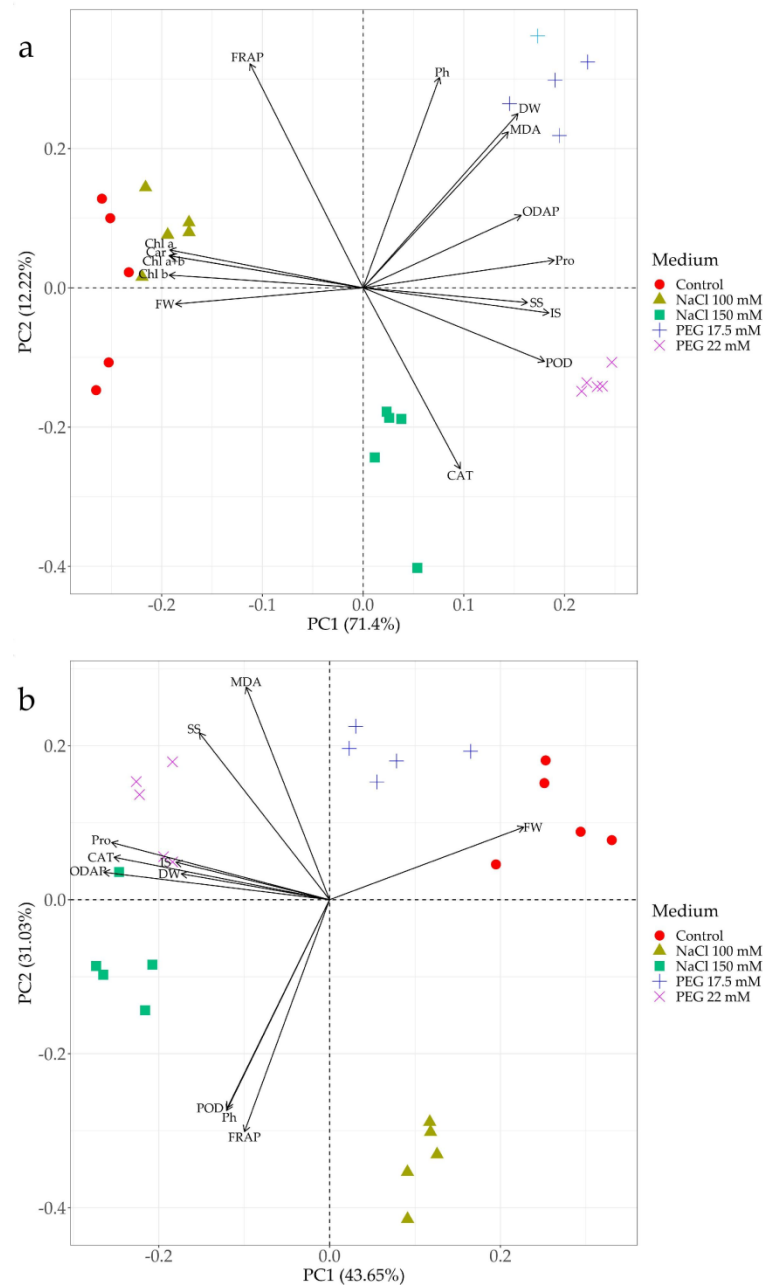 a
FRAP
Ph
DW
MDA
ODAP
Pro
SS
IS
POD
CAT
Chl a
Car
Chl a+b
Chl b
FW
0.2
0.0
-0.2
-0.4
PC2 (12.22%)
-0.2
-0.1
0.0
0.1
0.2
PC1 (71.4%)
Medium
Control
NaCl 100 mM
NaCl 150 mM
PEG 17.5 mM
PEG 22 mM
b
MDA
SS
FW
Pro
CAT
IS
ODAP
DW
POD
Ph
FRAP
0.2
0.0
-0.2
-0.4
PC2 (31.03%)
-0.2
0.0
0.2
PC1 (43.65%)
Medium
Control
NaCl 100 mM
NaCl 150 mM
PEG 17.5 mM
PEG 22 mM